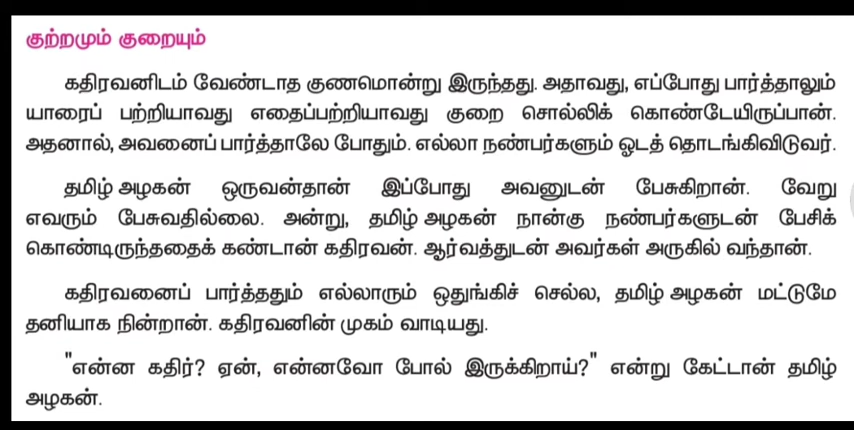 குற்றமும் குறையும்
கதிரவனிடம் வேண்டாத குணமொன்று இருந்தது. அதாவது, எப்போது பார்த்தாலும்
யாரைப் பற்றியாவது எதைப்பற்றியாவது குறை சொல்லிக் கொண்டேயிருப்பான்.
அதனால், அவனைப் பார்த்தாலே போதும். எல்லா நண்பர்களும் ஓடத் தொடங்கிவிடுவர்.
தமிழ் அழகன் ஒருவன்தான் இப்போது அவனுடன் பேசுகிறான். வேறு
எவரும் பேசுவதில்லை. அன்று, தமிழ் அழகன் நான்கு நண்பர்களுடன் பேசிக்
கொண்டிருந்ததைக் கண்டான் கதிரவன். ஆர்வத்துடன் அவர்கள் அருகில் வந்தான்.
கதிரவனைப் பார்த்ததும் எல்லாரும் ஒதுங்கிச் செல்ல, தமிழ் அழகன் மட்டுமே
தனியாக நின்றான். கதிரவனின் முகம் வாடியது.
"என்ன கதிர்? ஏன், என்னவோ போல் இருக்கிறாய்?" என்று கேட்டான் தமிழ்
அழகன்.